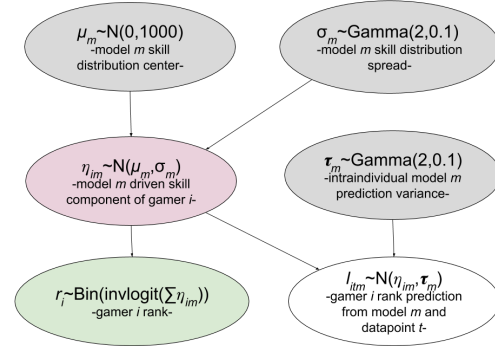 μₘ~N(0,1000)
-model m skill
distribution center-
σₘ~Gamma(2,0.1)
-model m skill distribution
spread-
ηᵢₘ~N(μₘ,σₘ)
-model m driven skill
component of gamer i-
τₘ~Gamma(2,0.1)
-intraindividual model m
prediction variance-
rᵢ~Bin(invlogit(∑ηᵢₘ))
-gamer i rank-
lᵢₜₘ~N(ηᵢₘ,τₘ)
-gamer i rank prediction
from model m and
datapoint t-